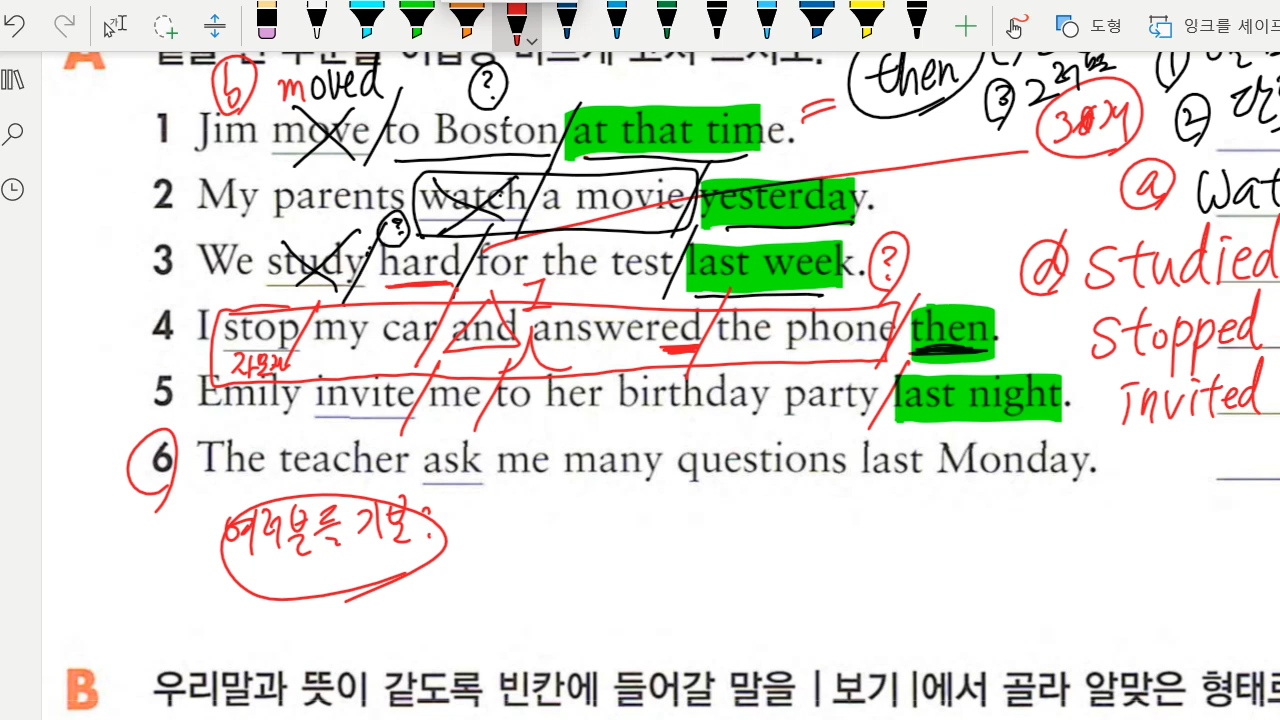 도형
잉크를 셰이프
A
moved
?
then
b
1 Jim move to Boston at that time.
3
2
2 My parents watch a movie yesterday.
a
?
3 We study hard for the test last week.
?
d studied
I
4 I stop my car and answered the phone then.
stopped
5 Emily invite me to her birthday party last night.
invited
6 The teacher ask me many questions last Monday.
B 우리말과 뜻이 같도록 빈칸에 들어갈 말을 |보기|에서 골라 알맞은 형태로